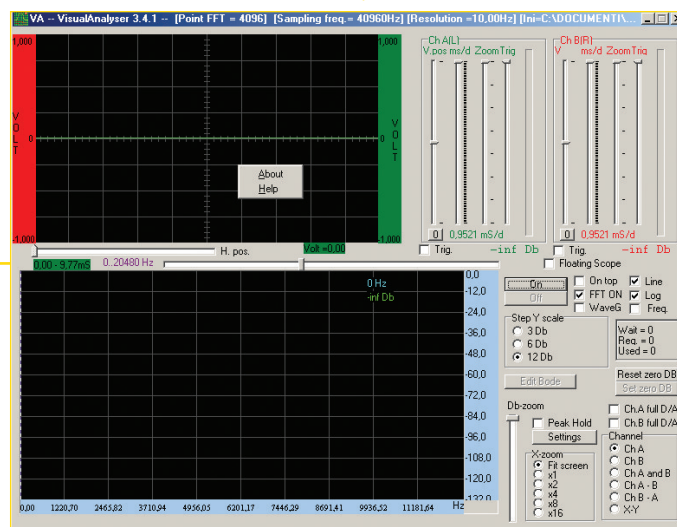 VA -- VisualAnalyser 3.4.1 -- [Point FFT = 4096] [Sampling freq.= 40960Hz] [Resolution =10,00Hz] [Ini=C:\DOCUMENTI\...
1,000
1,000
VOLT
0
0
VOLT
-1,000
-1,000
About
Help
Ch A(L)
V.pos ms/d Zoom Trig
0 0,9521 mS/d
Trig. -inf Db
Ch B(R)
V ms/d Zoom Trig
0 0,9521 mS/d
Trig. -inf Db
H. pos.
Volt =0,00
Floating Scope
0,00 - 9.77mS
0..20480 Hz
0 Hz
-inf Db
0,0
-12,0
-24,0
-36,0
-48,0
-60,0
-72,0
-84,0
-96,0
-108,0
-120,0
-132,0
0,00 1220,70 2465,82 3710,94 4956,05 6201,17 7446,29 8691,41 9936,52 11181,64 Hz
On
Off
On top
Line
FFT ON
Log
WaveG
Freq.
Step Y scale
3 Db
6 Db
12 Db
Wait = 0
Req. = 0
Used = 0
Edit Bode
Reset zero DB
Set zero DB
Db-zoom
Peak Hold
Settings
Ch.A full D/A
Ch.B full D/A
X-zoom
Fit screen
x1
x2
x4
x8
x16
Channel
Ch A
Ch B
Ch A and B
Ch A - B
Ch B - A
X-Y